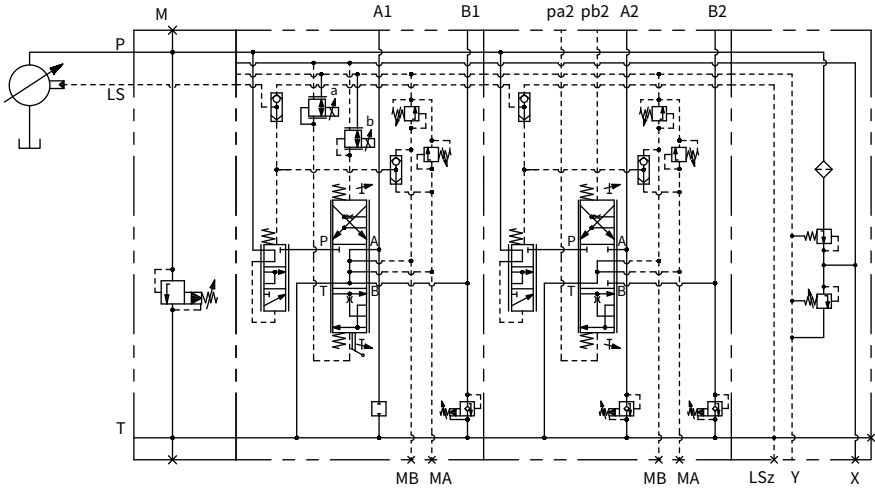 M A1 B1 pa2 pb2 A2 B2
P
LS
a
b
P A P A
T B T B
T
MB MA MB MA LSz Y X